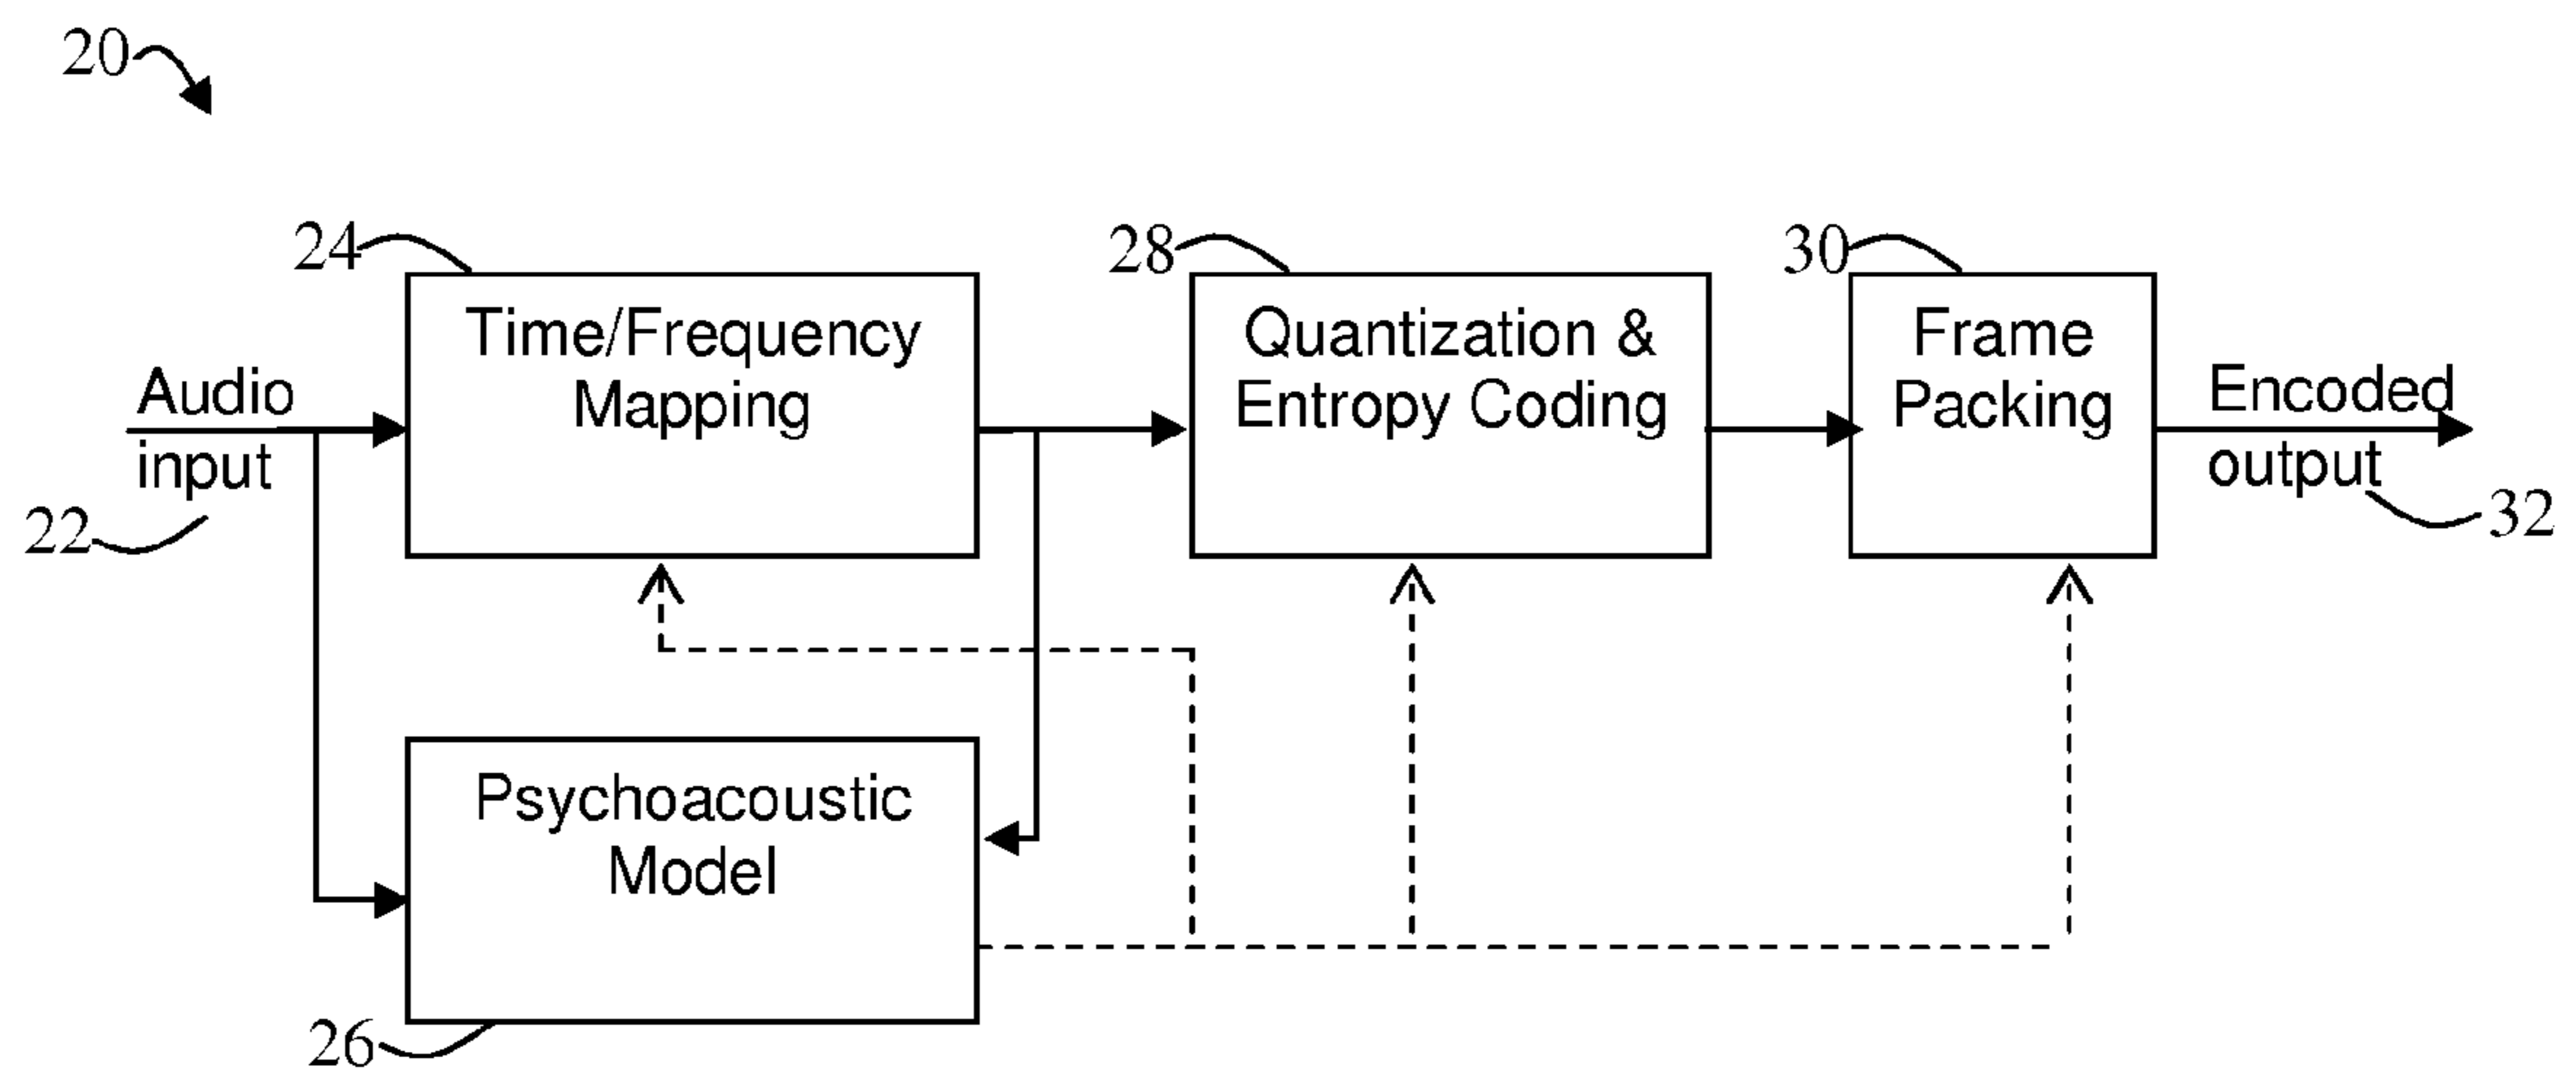 20
24
28
30
Time/Frequency
Mapping
Quantization &
Entropy Coding
Frame
Packing
Audio
input
22
Encoded
output
32
Psychoacoustic
Model
26